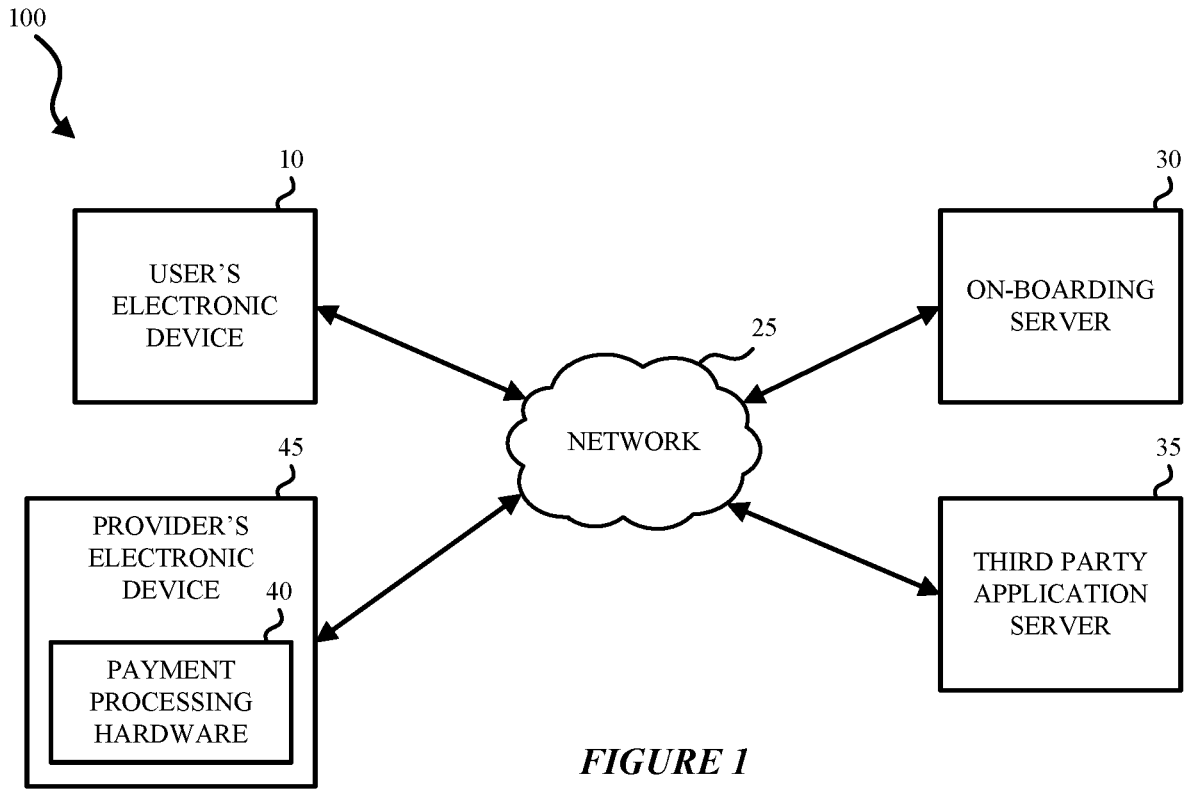 100
10
USER’S
ELECTRONIC
DEVICE
30
ON-BOARDING
SERVER
25
NETWORK
45
PROVIDER’S
ELECTRONIC
DEVICE
40
PAYMENT
PROCESSING
HARDWARE
35
THIRD PARTY
APPLICATION
SERVER
FIGURE 1